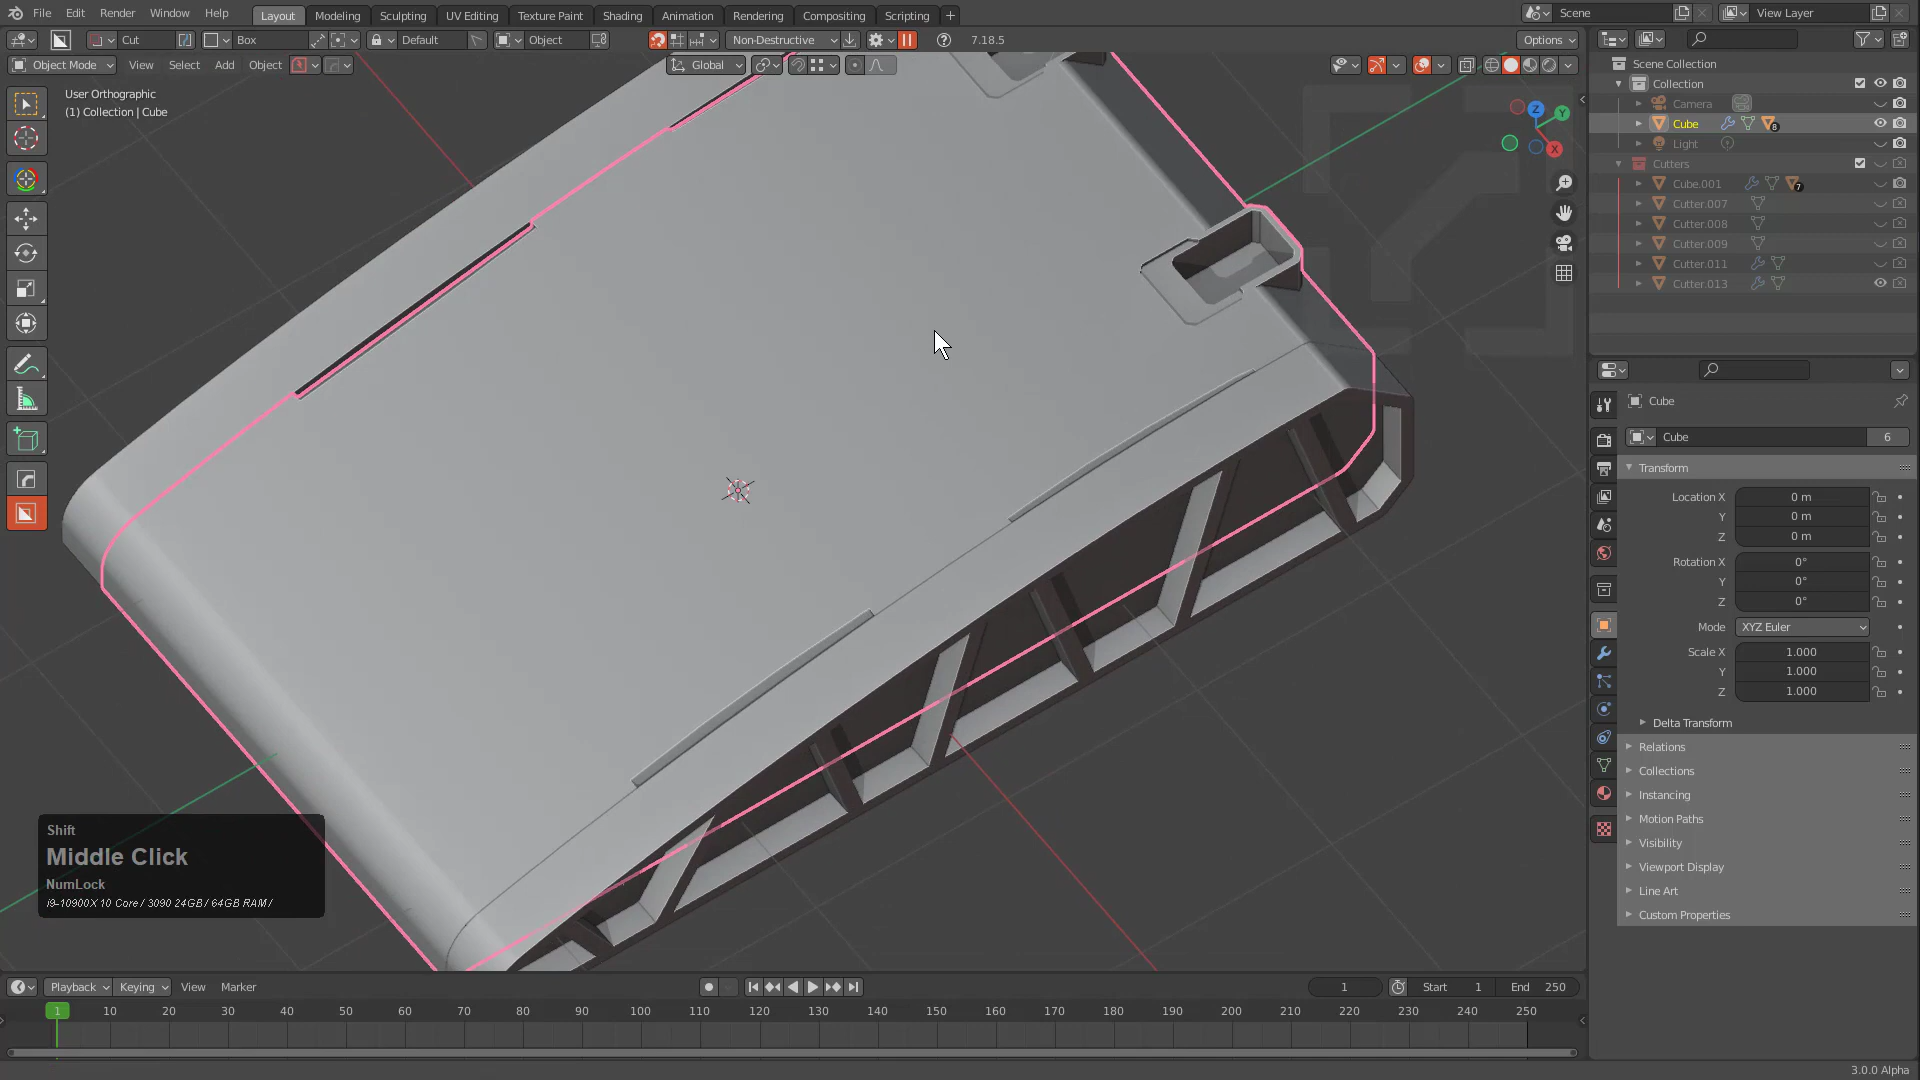 File Edit Render Window Help Layout Modeling Sculpting UV Editing Texture Paint Shading Animation Rendering Compositing Scripting + Scene View Layer
Cut Box Default Object Non-Destructive 7.18.5 Options
Object Mode View Select Add Object Global
User Orthographic
(1) Collection | Cube
Z
Y
X
Scene Collection
Collection
Camera
Cube 8
Light
Cutters
Cube.001 7
Cutter.007
Cutter.008
Cutter.009
Cutter.011
Cutter.013
Cube
Cube 6
Transform
Location X 0 m
Y 0 m
Z 0 m
Rotation X 0°
Y 0°
Z 0°
Mode XYZ Euler
Scale X 1.000
Y 1.000
Z 1.000
Delta Transform
Relations
Collections
Instancing
Motion Paths
Visibility
Viewport Display
Line Art
Custom Properties
Shift
Middle Click
NumLock
i9-10900X 10 Core / 3090 24GB / 64GB RAM /
Playback Keying View Marker 1 Start 1 End 250
1 10 20 30 40 50 60 70 80 90 100 110 120 130 140 150 160 170 180 190 200 210 220 230 240 250
3.0.0 Alpha